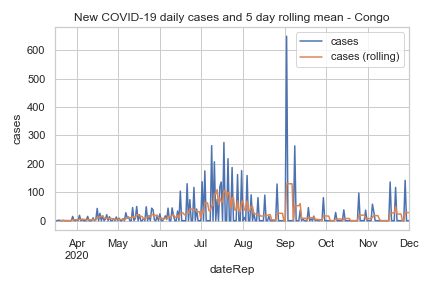 New COVID-19 daily cases and 5 day rolling mean - Congo
cases
cases (rolling)
cases
600
500
400
300
200
100
0
Apr
2020
May
Jun
Jul
Aug
Sep
Oct
Nov
Dec
dateRep